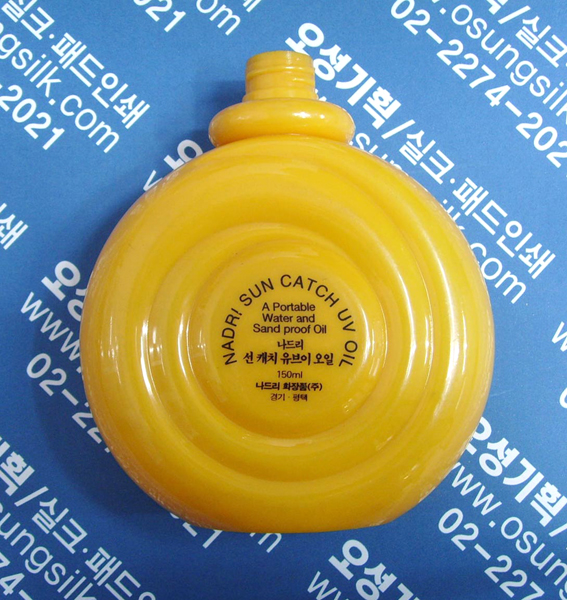 NADRI SUN CATCH UV OIL
A Portable
Water and
Sand proof Oil
나드리
선 캐치 유브이 오일
150ml
나드리 화장품(주)
경기 · 평택
오성기획/실크·패드인쇄
www.osungsilk.com
02-2274-2021